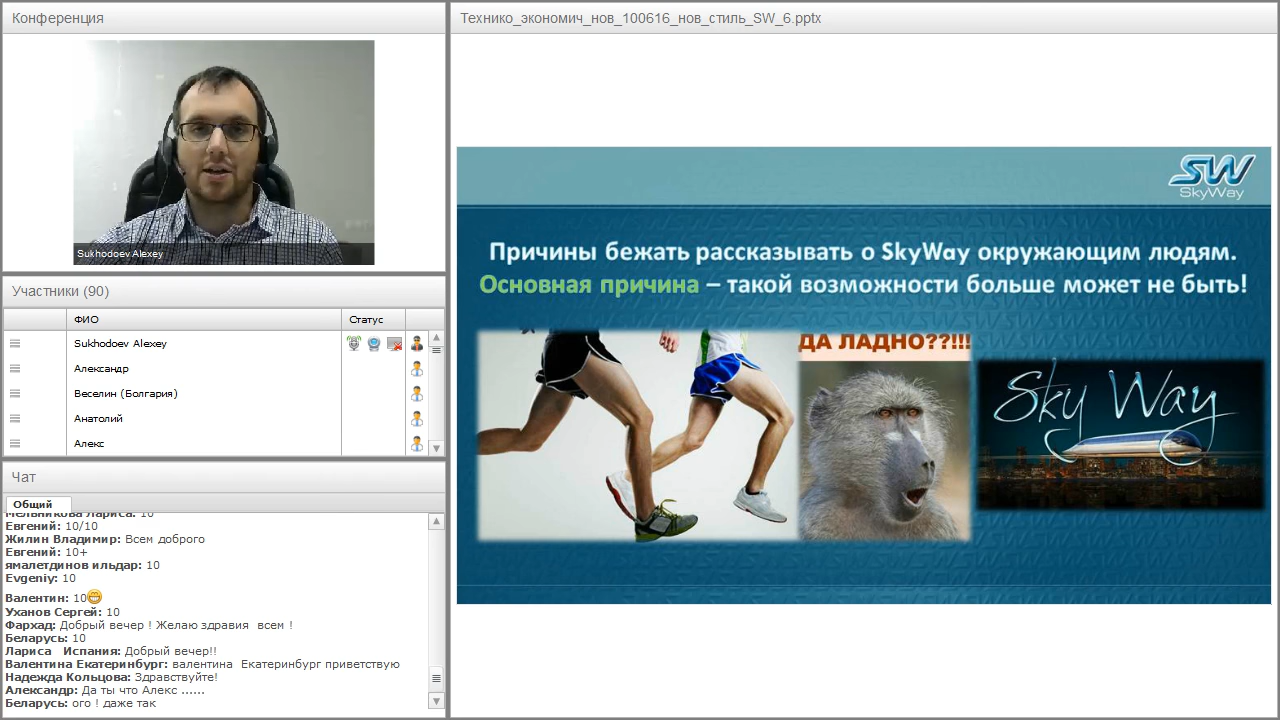 Конференция
Sukhodoev Alexey
Участники (90)
ФИО
Статус
Sukhodoev Alexey
Александр
Веселин (Болгария)
Анатолий
Алекс
Чат
Общий
Мельникова Лариса: 10
Евгений: 10/10
Жилин Владимир: Всем доброго
Евгений: 10+
ямалетдинов ильдар: 10
Evgeniy: 10
Валентин: 10
Уханов Сергей: 10
Фархад: Добрый вечер ! Желаю здравия всем !
Беларусь: 10
Лариса Испания: Добрый вечер!!
Валентина Екатеринбург: валентина Екатеринбург приветствую
Надежда Кольцова: Здравствуйте!
Александр: Да ты что Алекс ......
Беларусь: ого ! даже так
Технико_экономич_нов_100616_нов_стиль_SW_6.pptx
SW
SkyWay
Причины бежать рассказывать о SkyWay окружающим людям.
Основная причина – такой возможности больше может не быть!
ДА ЛАДНО??!!!
Sky Way